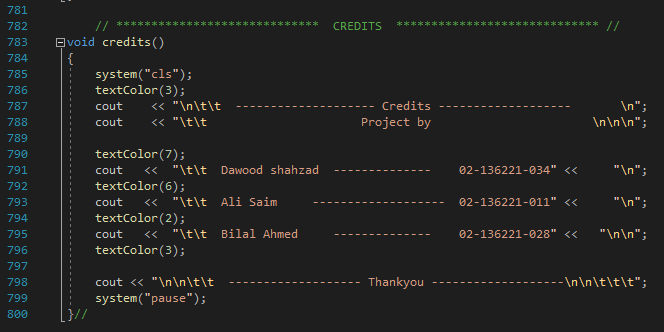 781
782 // ***************************** CREDITS ***************************** //
783 void credits()
784 {
785 system("cls");
786 textColor(3);
787 cout << "\n\t\t -------------------- Credits ------------------- \n";
788 cout << "\t\t Project by \n\n\n";
789
790 textColor(7);
791 cout << "\t\t Dawood shahzad -------------- 02-136221-034" << "\n";
792 textColor(6);
793 cout << "\t\t Ali Saim ------------------- 02-136221-011" << "\n";
794 textColor(2);
795 cout << "\t\t Bilal Ahmed -------------- 02-136221-028" << "\n\n";
796 textColor(3);
797
798 cout << "\n\n\t\t ------------------- Thankyou -------------------\n\n\t\t\t";
799 system("pause");
800 }//